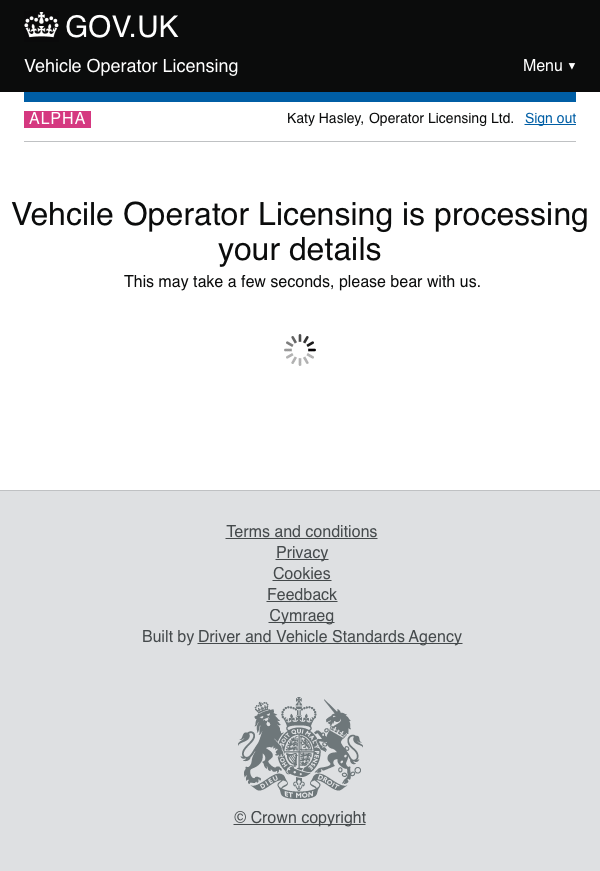 GOV.UK
Vehicle Operator Licensing
Menu ▼
ALPHA
Katy Hasley, Operator Licensing Ltd. Sign out
Vehcile Operator Licensing is processing
your details
This may take a few seconds, please bear with us.
Terms and conditions
Privacy
Cookies
Feedback
Cymraeg
Built by Driver and Vehicle Standards Agency
DIEU ET MON DROIT
© Crown copyright